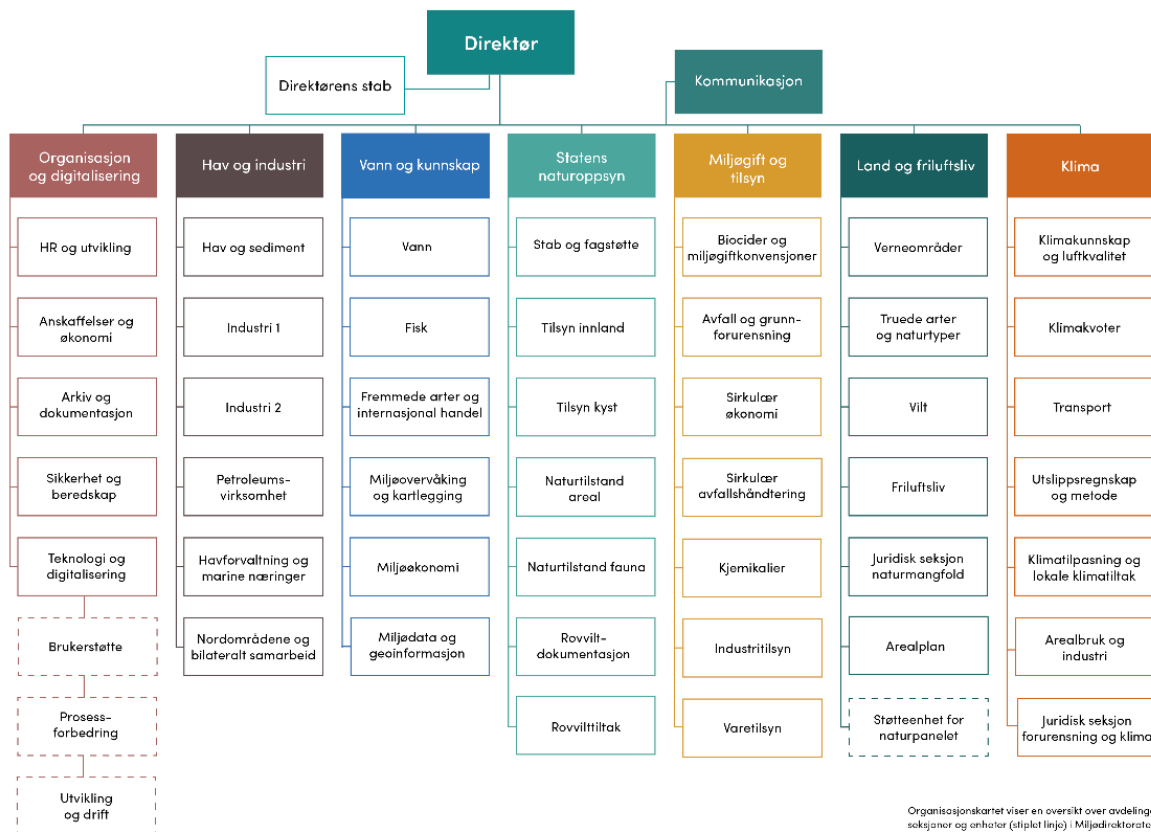 Direktør
Direktørens stab
Kommunikasjon
Organisasjon
og digitalisering
HR og utvikling
Anskaffelser og
økonomi
Arkiv og
dokumentasjon
Sikkerhet og
beredskap
Teknologi og
digitalisering
Brukerstøtte
Prosess-
forbedring
Utvikling
og drift
Hav og industri
Hav og sediment
Industri 1
Industri 2
Petroleums-
virksomhet
Havforvaltning og
marine næringer
Nordområdene og
bilateralt samarbeid
Vann og kunnskap
Vann
Fisk
Fremmede arter og
internasjonal handel
Miljøovervåking
og kartlegging
Miljøøkonomi
Miljødata og
geoinformasjon
Statens
naturoppsyn
Stab og fagstøtte
Tilsyn innland
Tilsyn kyst
Naturtilstand
areal
Naturtilstand fauna
Rovvilt-
dokumentasjon
Rovvilttiltak
Miljøgift og
tilsyn
Biocider og
miljøgiftkonvensjoner
Avfall og grunn-
forurensning
Sirkulær
økonomi
Sirkulær
avfallshåndtering
Kjemikalier
Industritilsyn
Varetilsyn
Land og friluftsliv
Verneområder
Truede arter
og naturtyper
Vilt
Friluftsliv
Juridisk seksjon
naturmangfold
Arealplan
Støtteenhet for
naturpanelet
Klima
Klimakunnskap
og luftkvalitet
Klimakvoter
Transport
Utslippsregnskap
og metode
Klimatilpasning og
lokale klimatiltak
Arealbruk og
industri
Juridisk seksjon
forurensning og klima
Organisasjonskartet viser en oversikt over avdelinge
seksjoner og enheter (stiplet linje) i Miljødirektorate